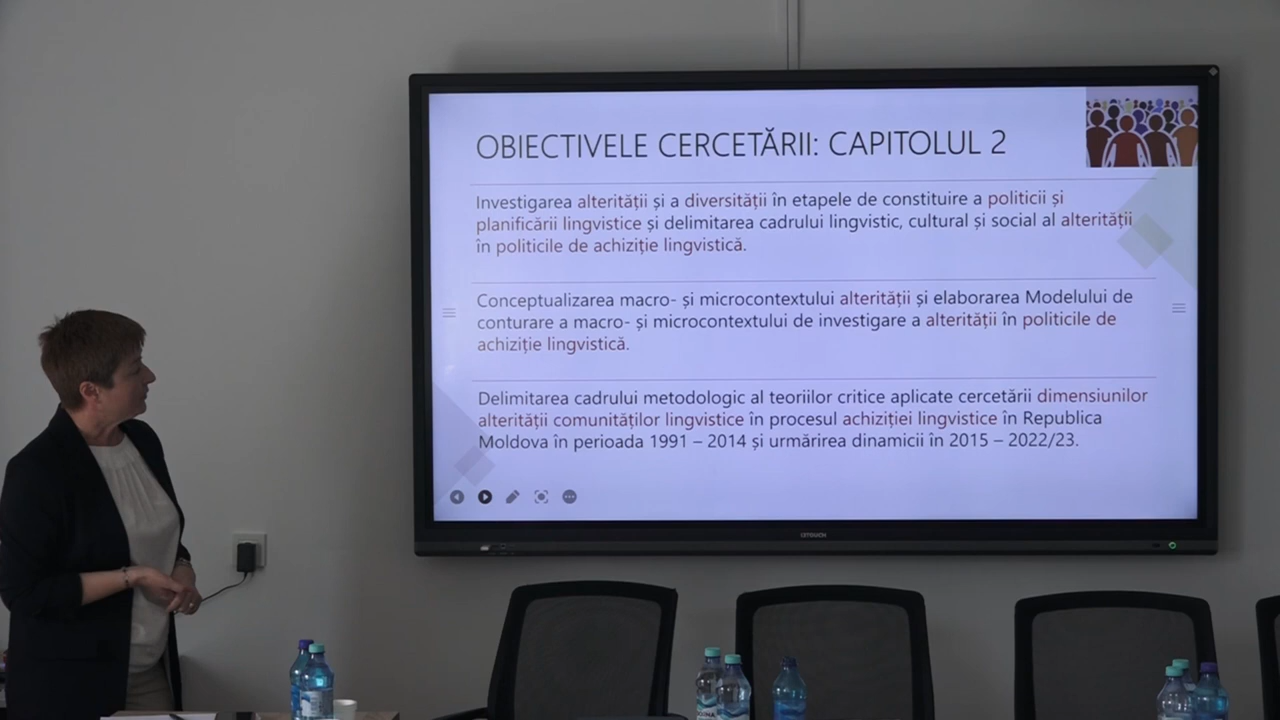 OBIECTIVELE CERCETĂRII: CAPITOLUL 2
Investigarea alterității și a diversității în etapele de constituire a politicii și
planificării lingvistice și delimitarea cadrului lingvistic, cultural și social al alterității
în politicile de achiziție lingvistică.
Conceptualizarea macro- și microcontextului alterității și elaborarea Modelului de
conturare a macro- și microcontextului de investigare a alterității în politicile de
achiziție lingvistică.
Delimitarea cadrului metodologic al teoriilor critice aplicate cercetării dimensiunilor
alterității comunităților lingvistice în procesul achiziției lingvistice în Republica
Moldova în perioada 1991 – 2014 și urmărirea dinamicii în 2015 – 2022/23.